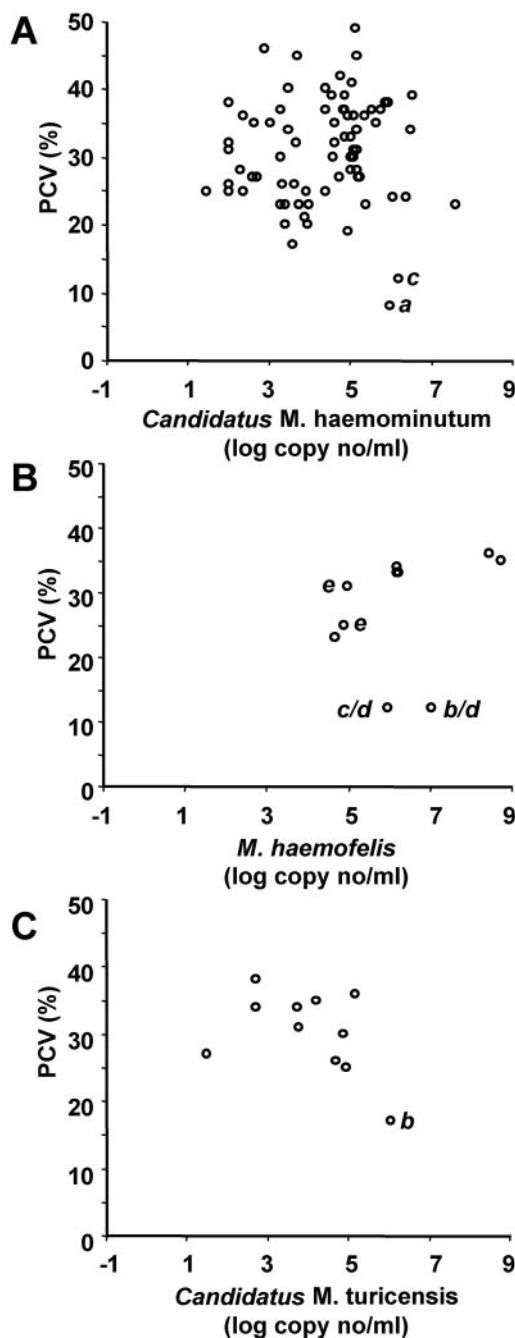 A
PCV (%)
50
40
30
20
10
0
c
a
-1 1 3 5 7 9
Candidatus M. haemominutum
(log copy no/ml)
B
PCV (%)
50
40
30
20
10
0
e
e
c/d b/d
-1 1 3 5 7 9
M. haemofelis
(log copy no/ml)
C
PCV (%)
50
40
30
20
10
0
b
-1 1 3 5 7 9
Candidatus M. turicensis
(log copy no/ml)